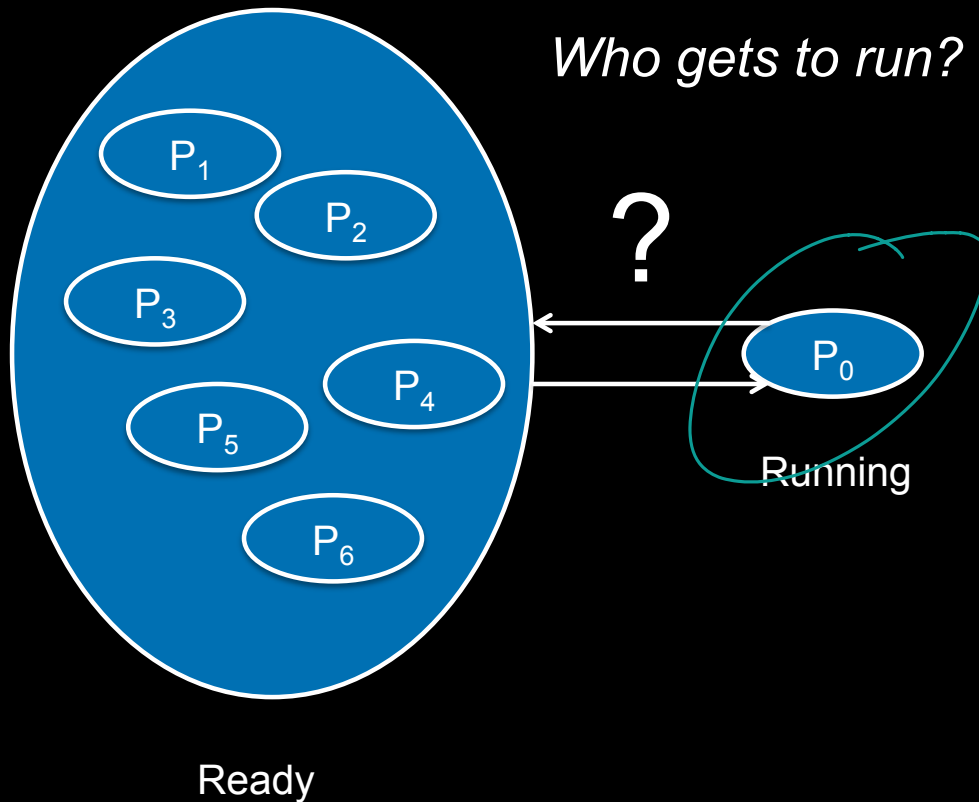 Who gets to run?
P₁
P₂
?
P₃
P₀
P₄
P₅
Running
P₆
Ready